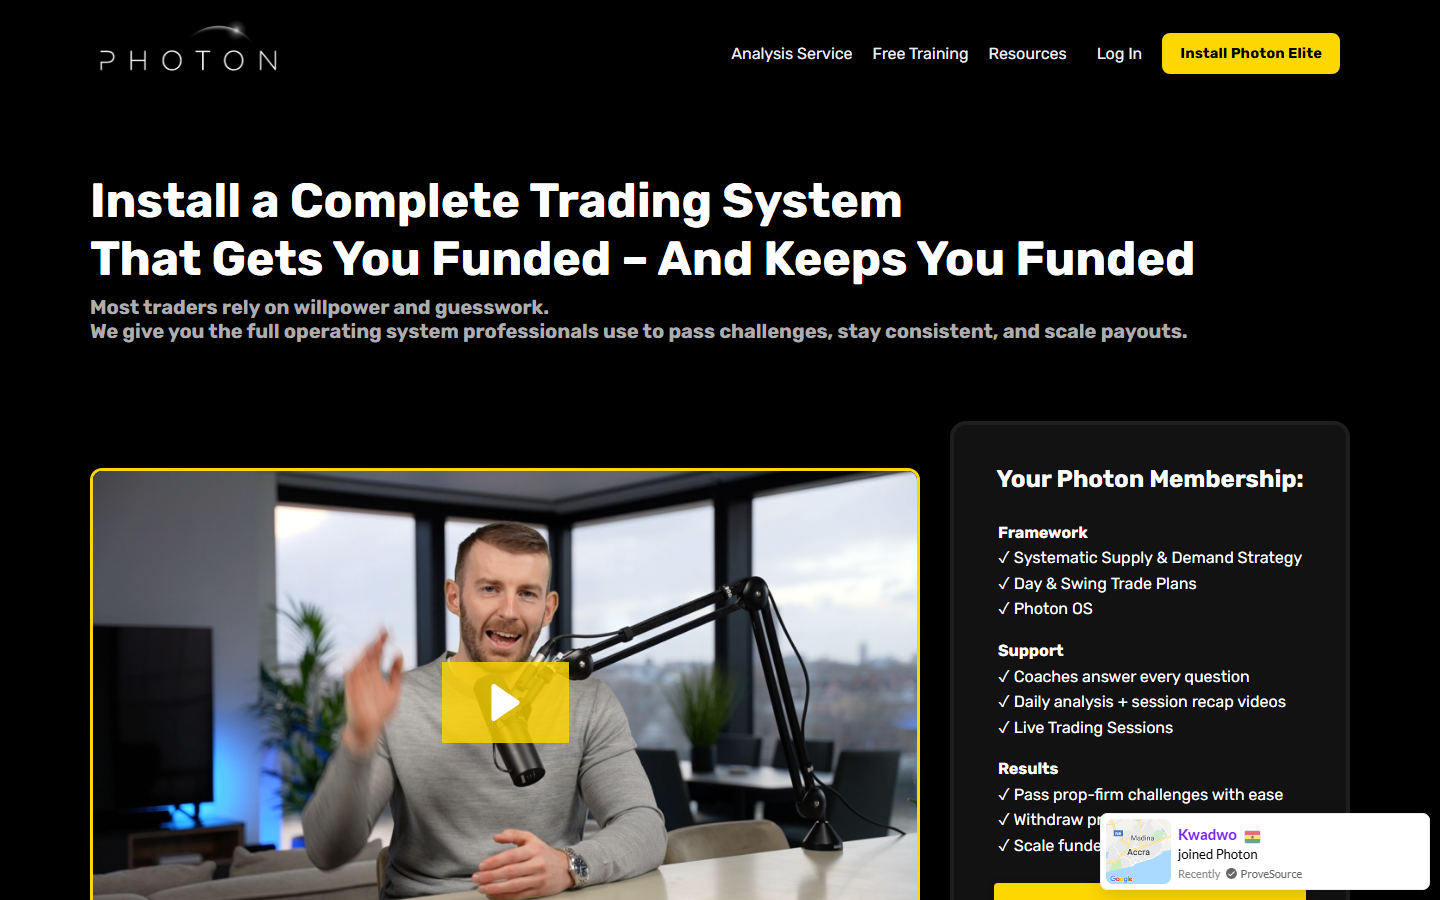 PHOTON
Analysis Service
Free Training
Resources
Log In
Install Photon Elite
Install a Complete Trading System
That Gets You Funded – And Keeps You Funded
Most traders rely on willpower and guesswork.
We give you the full operating system professionals use to pass challenges, stay consistent, and scale payouts.
Your Photon Membership:
Framework
✓ Systematic Supply & Demand Strategy
✓ Day & Swing Trade Plans
✓ Photon OS
Support
✓ Coaches answer every question
✓ Daily analysis + session recap videos
✓ Live Trading Sessions
Results
✓ Pass prop-firm challenges with ease
✓ Withdraw
✓ Scale
Madina
Accra
Google
Kwadwo
joined Photon
Recently ProveSource